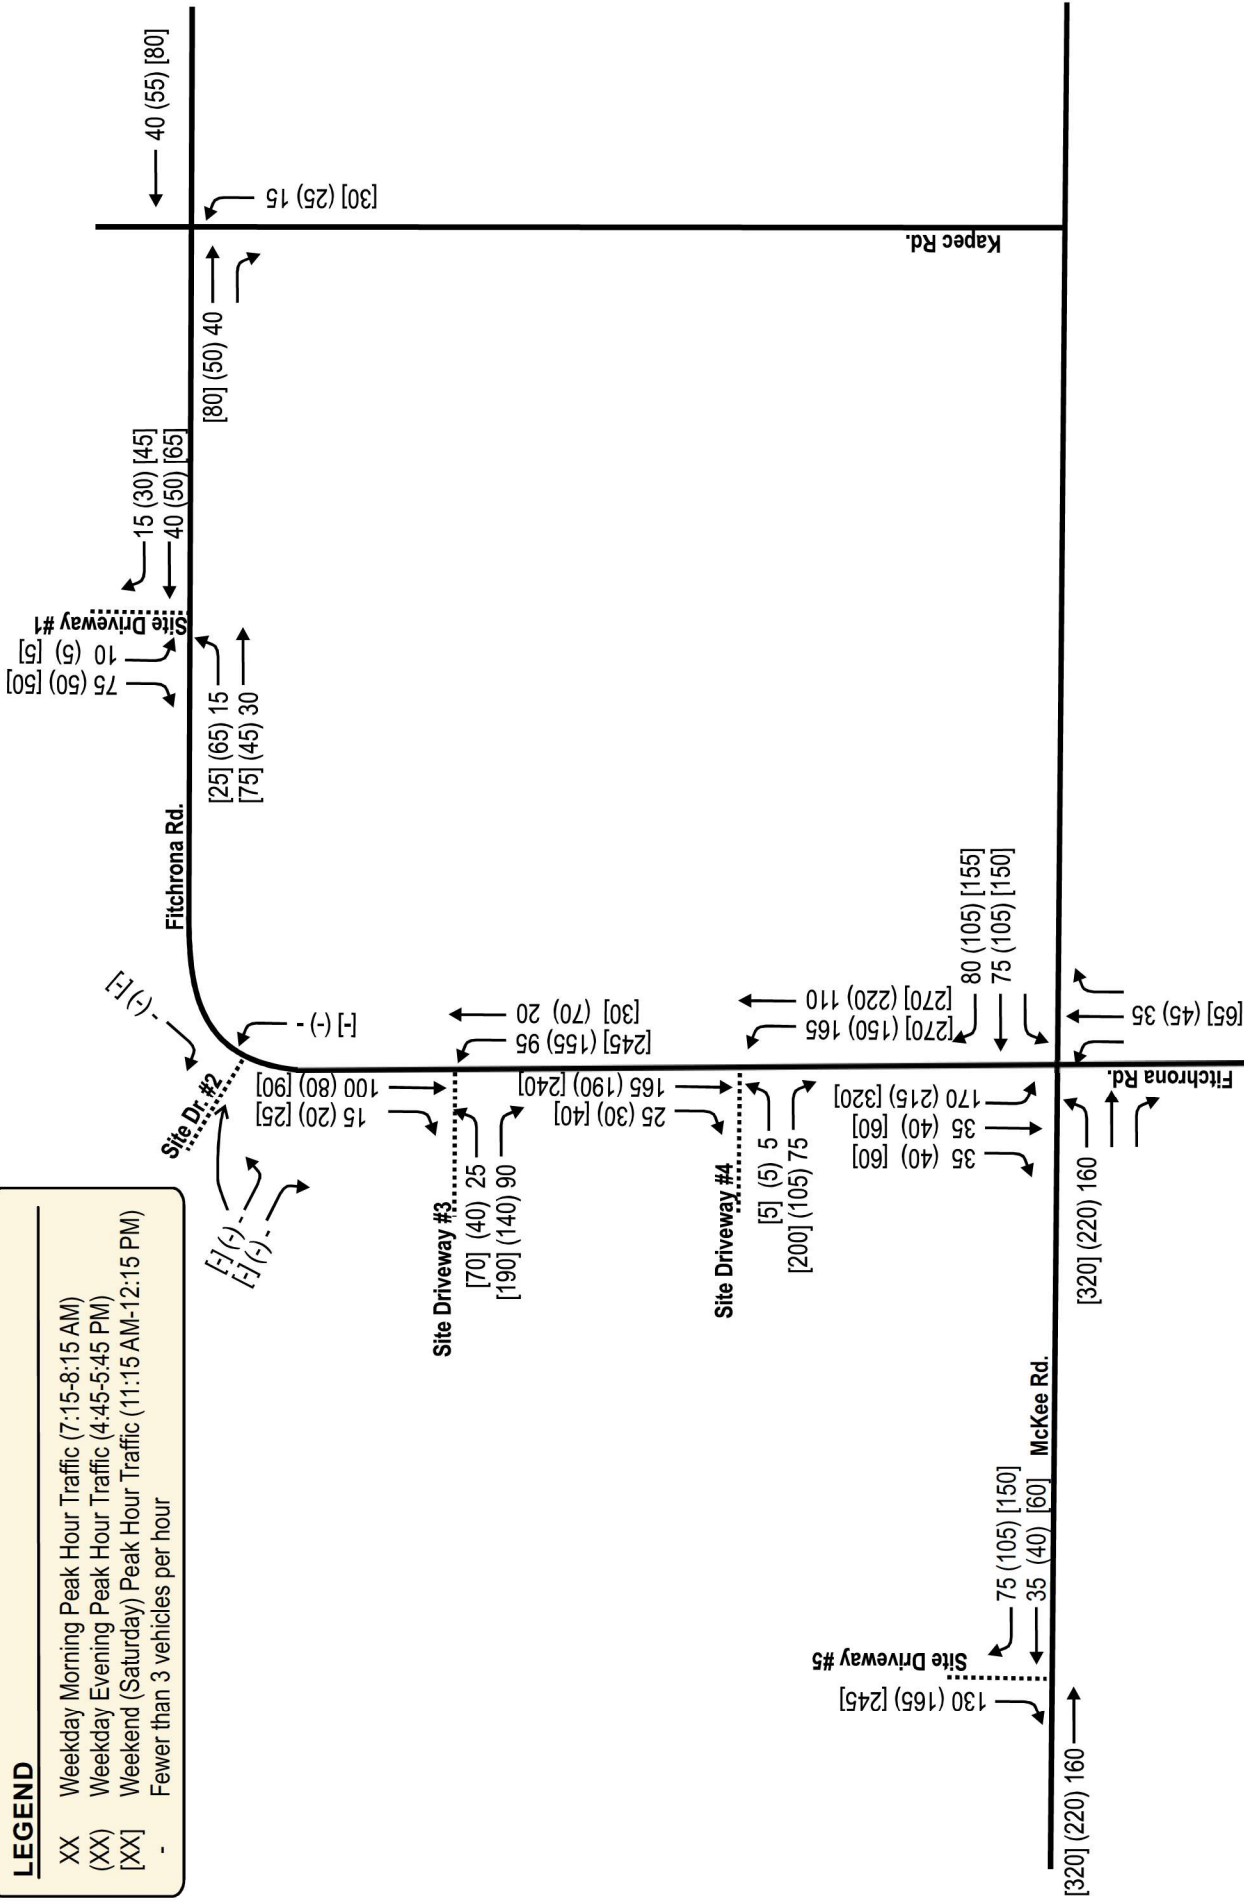 LEGEND
XX Weekday Morning Peak Hour Traffic (7:15-8:15 AM)
(XX) Weekday Evening Peak Hour Traffic (4:45-5:45 PM)
[XX] Weekend (Saturday) Peak Hour Traffic (11:15 AM-12:15 PM)
- Fewer than 3 vehicles per hour
40 (55) [80]
15 (25) [30]
Kapec Rd.
[80] (50) 40
15 (30) [45]
40 (50) [65]
Site Driveway #1
10 (5) [5]
75 (50) [50]
[25] (65) 15
[75] (45) 30
Fitchrona Rd.
- (-) [-]
Site Dr. #2
- (-) [-]
[-] (-) -
[-] (-) -
20 (70) [30]
95 (155) [245]
100 (80) [90]
15 (20) [25]
Site Driveway #3
[70] (40) 25
[190] (140) 90
110 (220) [270]
165 (150) [270]
165 (190) [240]
25 (30) [40]
Site Driveway #4
[5] (5) 5
[200] (105) 75
80 (105) [155]
75 (105) [150]
170 (215) [320]
35 (40) [60]
35 (40) [60]
35 (45) [65]
Fitchrona Rd.
[320] (220) 160
McKee Rd.
75 (105) [150]
35 (40) [60]
Site Driveway #5
130 (165) [245]
[320] (220) 160